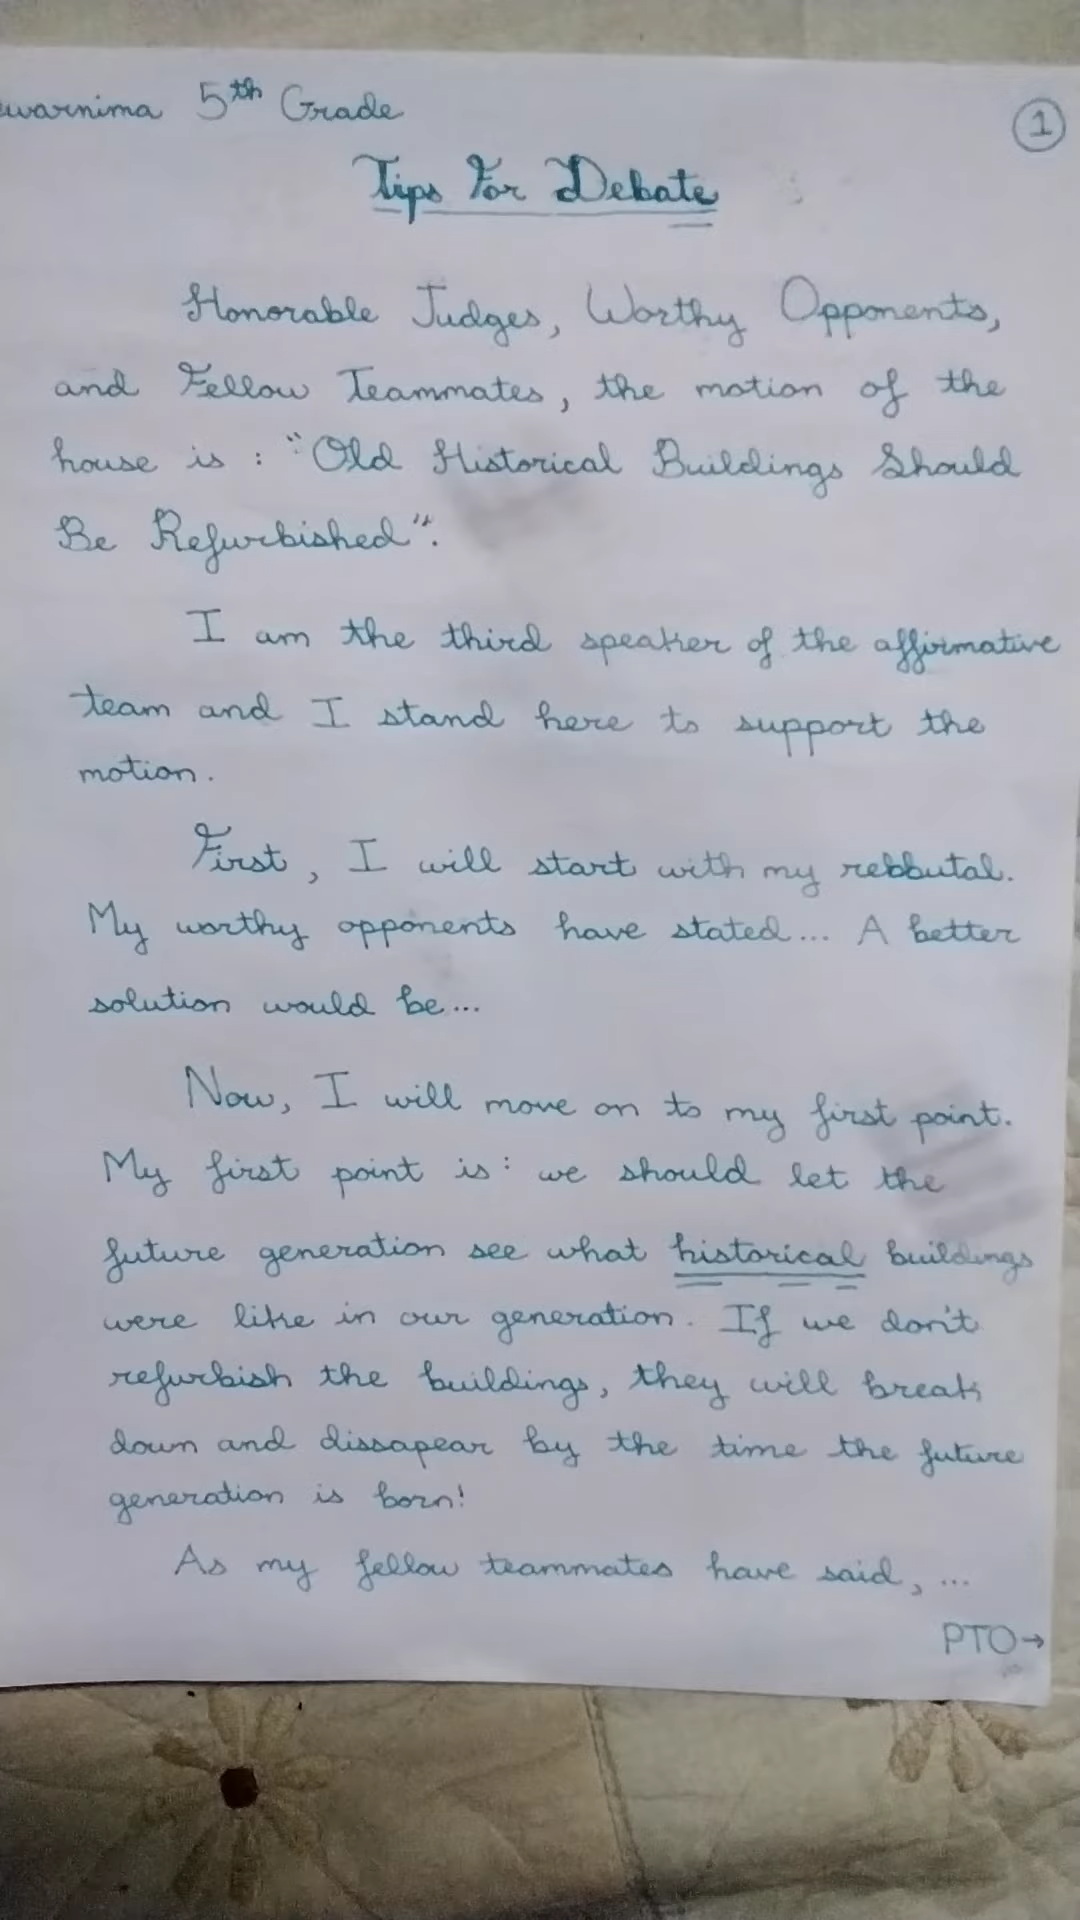 warnima 5th Grade
1
Tips For Debate
Honorable Judges, Worthy Opponents,
and Fellow Teammates, the motion of the
house is : "Old Historical Buildings Should
Be Refurbished".
I am the third speaker of the affirmative
team and I stand here to support the
motion.
First, I will start with my rebbutal.
My worthy opponents have stated... A better
solution would be...
Now, I will move on to my first point.
My first point is: we should let the
future generation see what historical buildings
were like in our generation. If we don't
refurbish the buildings, they will break
down and dissapear by the time the future
generation is born!
As my fellow teammates have said, ...
PTO→